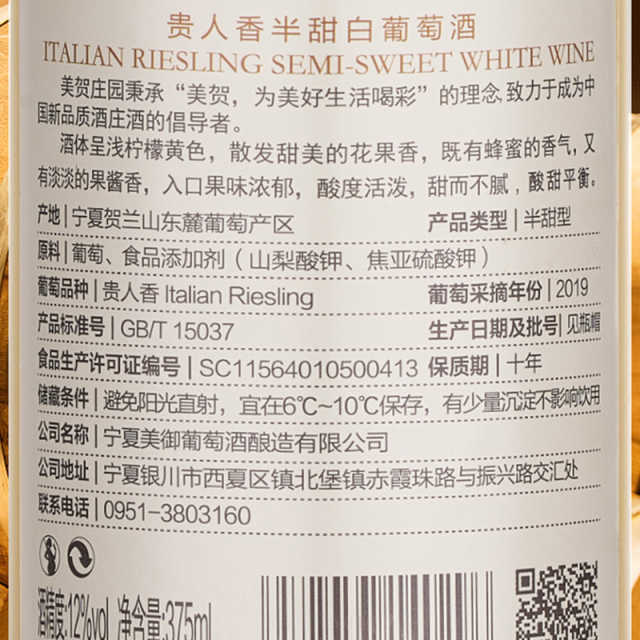 贵人香半甜白葡萄酒
ITALIAN RIESLING SEMI-SWEET WHITE WINE
美贺庄园秉承“美贺，为美好生活喝彩”的理念,致力于成为中
国新品质酒庄酒的倡导者。
酒体呈浅柠檬黄色，散发甜美的花果香，既有蜂蜜的香气，又
有淡淡的果酱香，入口果味浓郁，酸度活泼，甜而不腻，酸甜平衡。
产地 | 宁夏贺兰山东麓葡萄产区 产品类型 | 半甜型
原料 | 葡萄、食品添加剂（山梨酸钾、焦亚硫酸钾）
葡萄品种 | 贵人香 Italian Riesling 葡萄采摘年份 | 2019
产品标准号 | GB/T 15037 生产日期及批号 | 见瓶帽
食品生产许可证编号 | SC11564010500413 保质期 | 十年
储藏条件 | 避免阳光直射，宜在6℃~10℃保存，有少量沉淀不影响饮用
公司名称 | 宁夏美御葡萄酒酿造有限公司
公司地址 | 宁夏银川市西夏区镇北堡镇赤霞珠路与振兴路交汇处
联系电话 | 0951-3803160
酒精度:12%vol 净含量:375ml